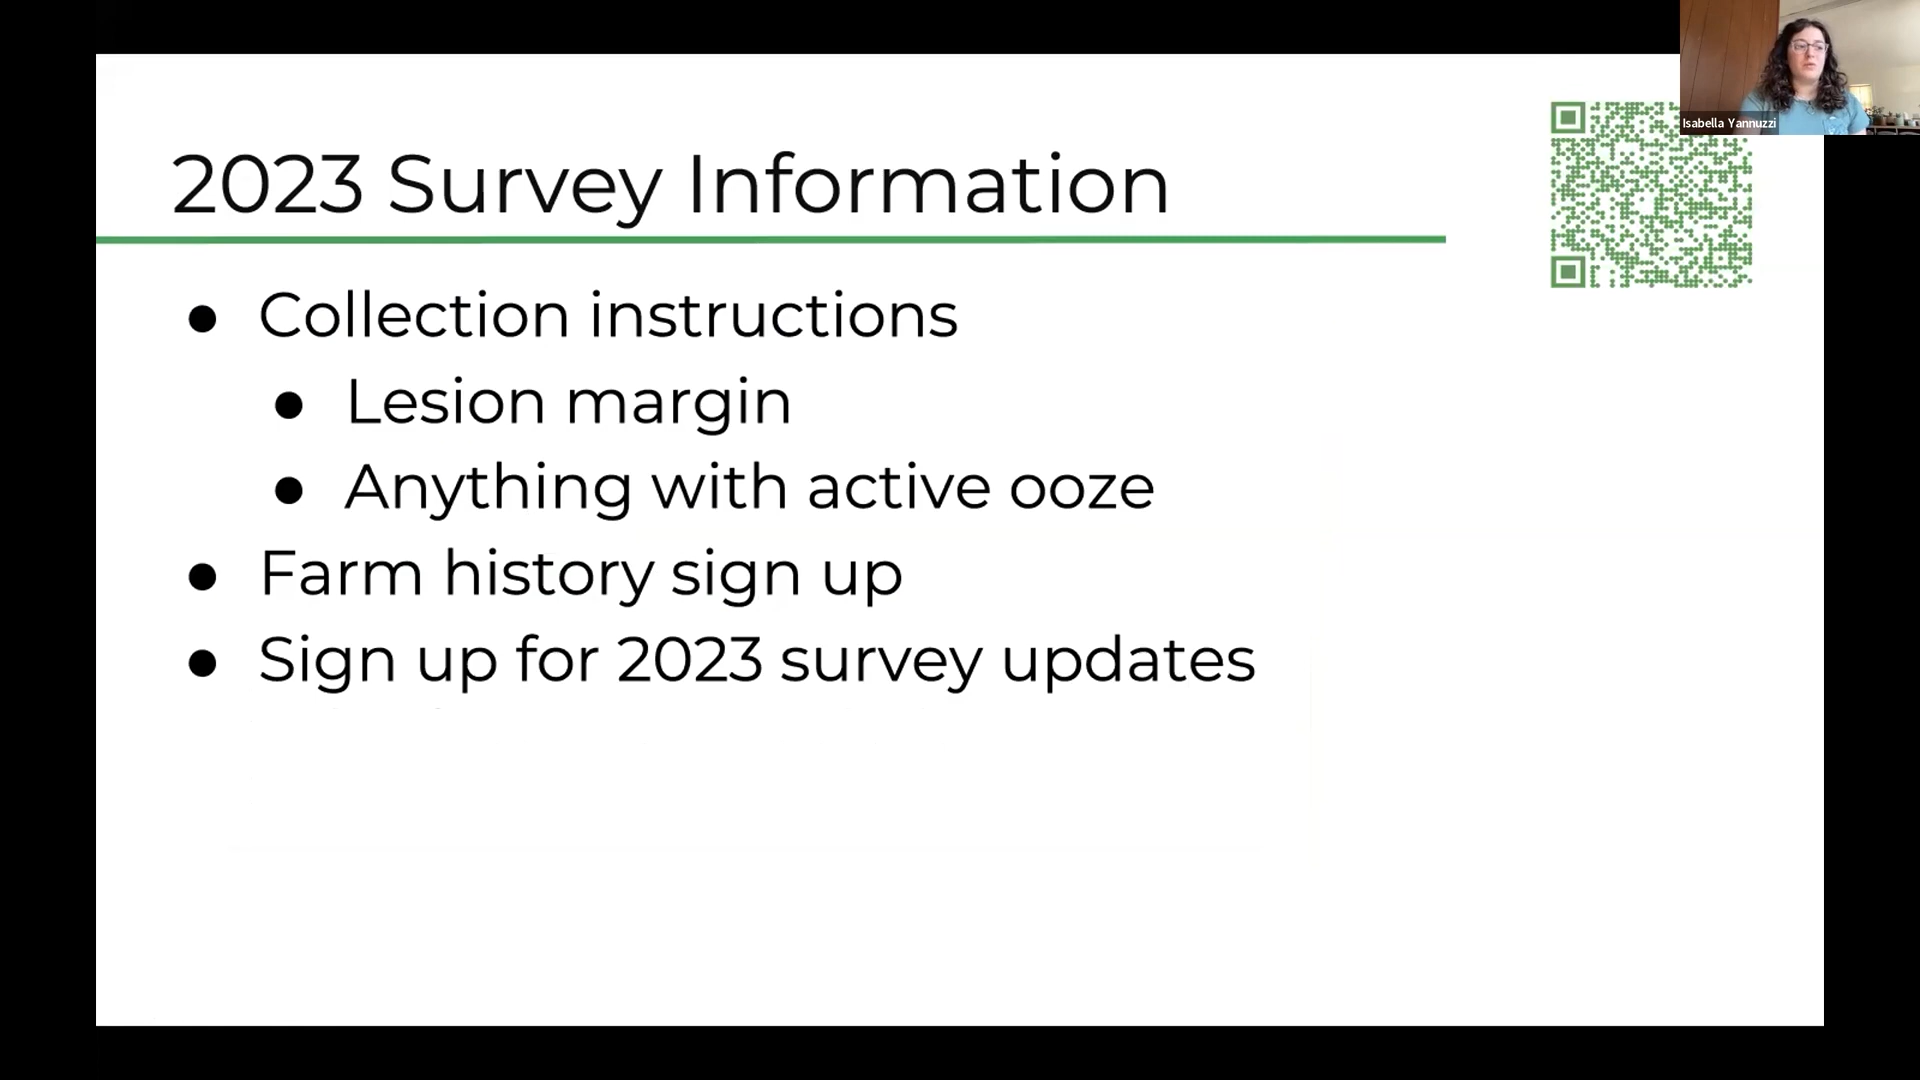 Isabella Yannuzzi
2023 Survey Information
● Collection instructions
● Lesion margin
● Anything with active ooze
● Farm history sign up
● Sign up for 2023 survey updates